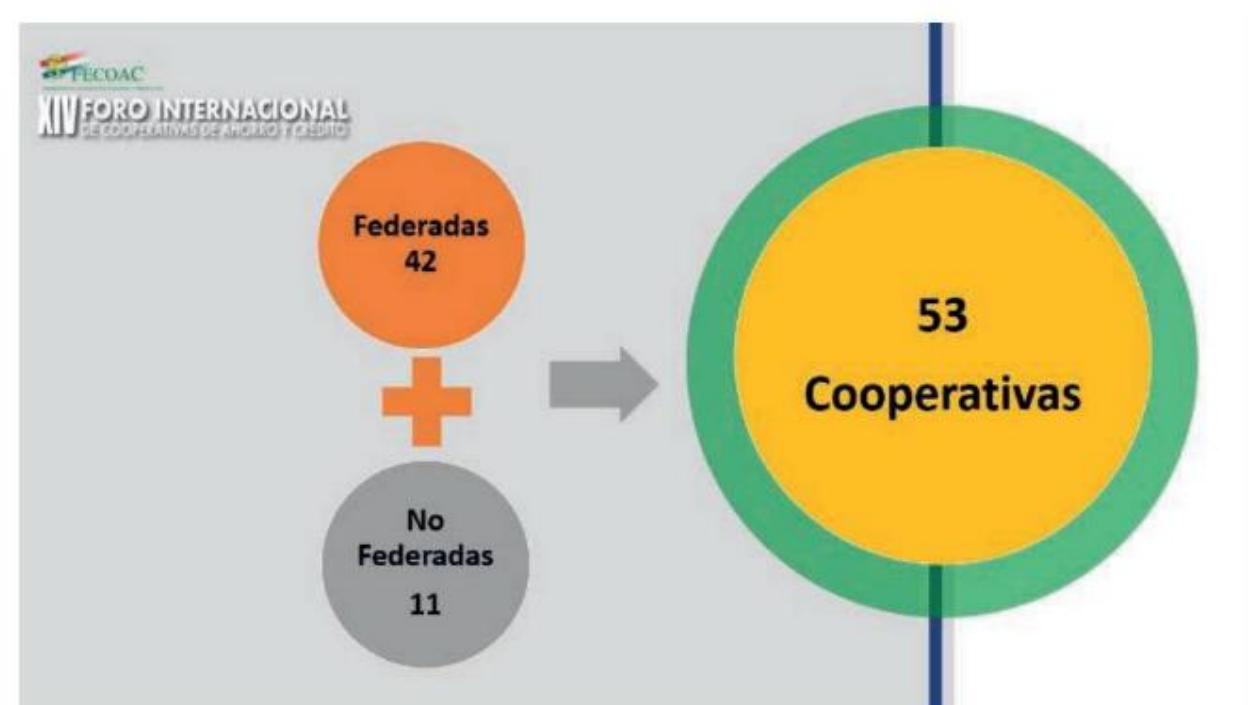 FECOAC
XIV FORO INTERNACIONAL
DE COOPERATIVAS DE AHORRO Y CRÉDITO
Federadas
42
No
Federadas
11
53
Cooperativas